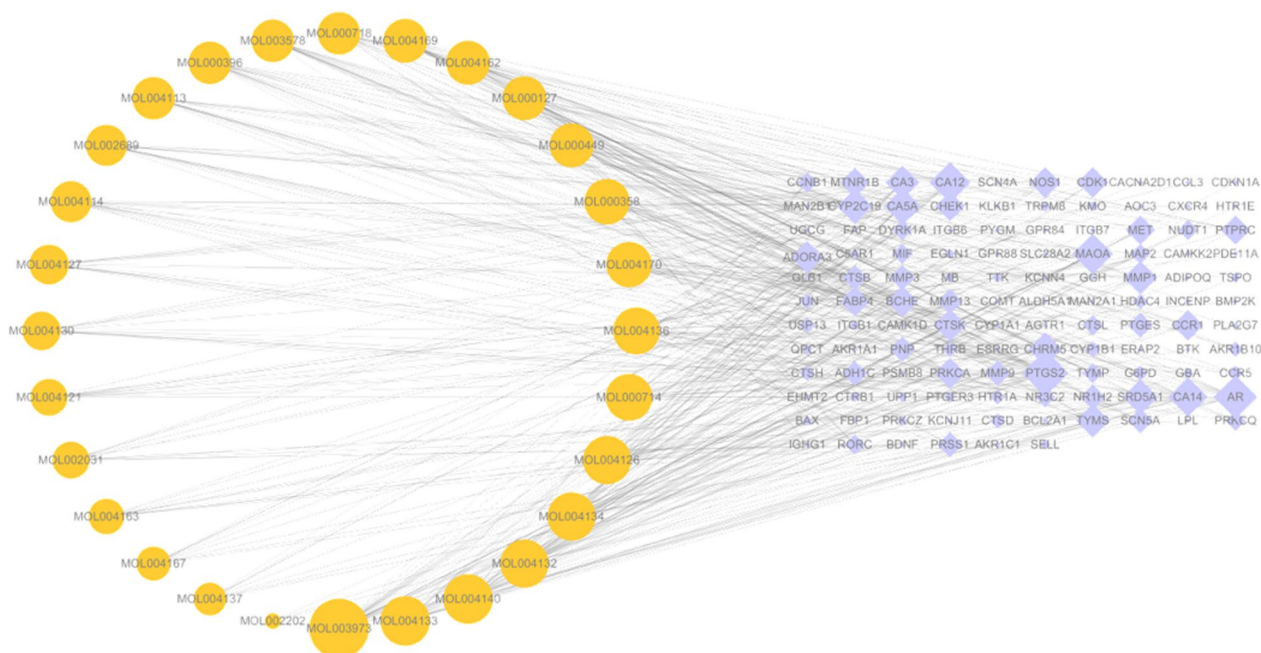 MOL000718
MOL003578
MOL004169
MOL000396
MOL004162
MOL004113
MOL000127
MOL002689
MOL000449
MOL004114
MOL000358
MOL004127
MOL004170
MOL004130
MOL004136
MOL004121
MOL000714
MOL002031
MOL004126
MOL004163
MOL004134
MOL004167
MOL004132
MOL004137
MOL004140
MOL002202
MOL003973
MOL004133
CCNB1 MTNR1B CA3 CA12 SCN4A NOS1 CDK1 CACNA2D1 CGL3 CDKN1A
MAN2B1 CYP2C19 CA5A CHEK1 KLKB1 TRPM8 KMO AOC3 CXCR4 HTR1E
UGCG FAP DYRK1A ITGB6 PYGM GPR84 ITGB7 MET NUDT1 PTPRC
ADORA3 C5AR1 MIF EGLN1 GPR88 SLC28A2 MAOA MAP2 CAMKK2 PDE11A
GLB1 CTSB MMP3 MB TTK KCNN4 GGH MMP1 ADIPOQ TSPO
JUN FABP4 BCHE MMP13 COMT ALDH5A1 MAN2A1 HDAC4 INCENP BMP2K
USP13 ITGB1 CAMK1D CTSK CYP1A1 AGTR1 CTSL PTGES CCR1 PLA2G7
QPCT AKR1A1 PNP THRB ESRRG CHRM5 CYP1B1 ERAP2 BTK AKR1B10
CTSH ADH1C PSMB8 PRKCA MMP9 PTGS2 TYMP G6PD GBA CCR5
EHMT2 CTRB1 UPP1 PTGER3 HTR1A NR3C2 NR1H2 SRD5A1 CA14 AR
BAX FBP1 PRKCZ KCNJ11 CTSD BCL2A1 TYMS SCN5A LPL PRKCQ
IGHG1 RORC BDNF PRSS1 AKR1C1 SELL